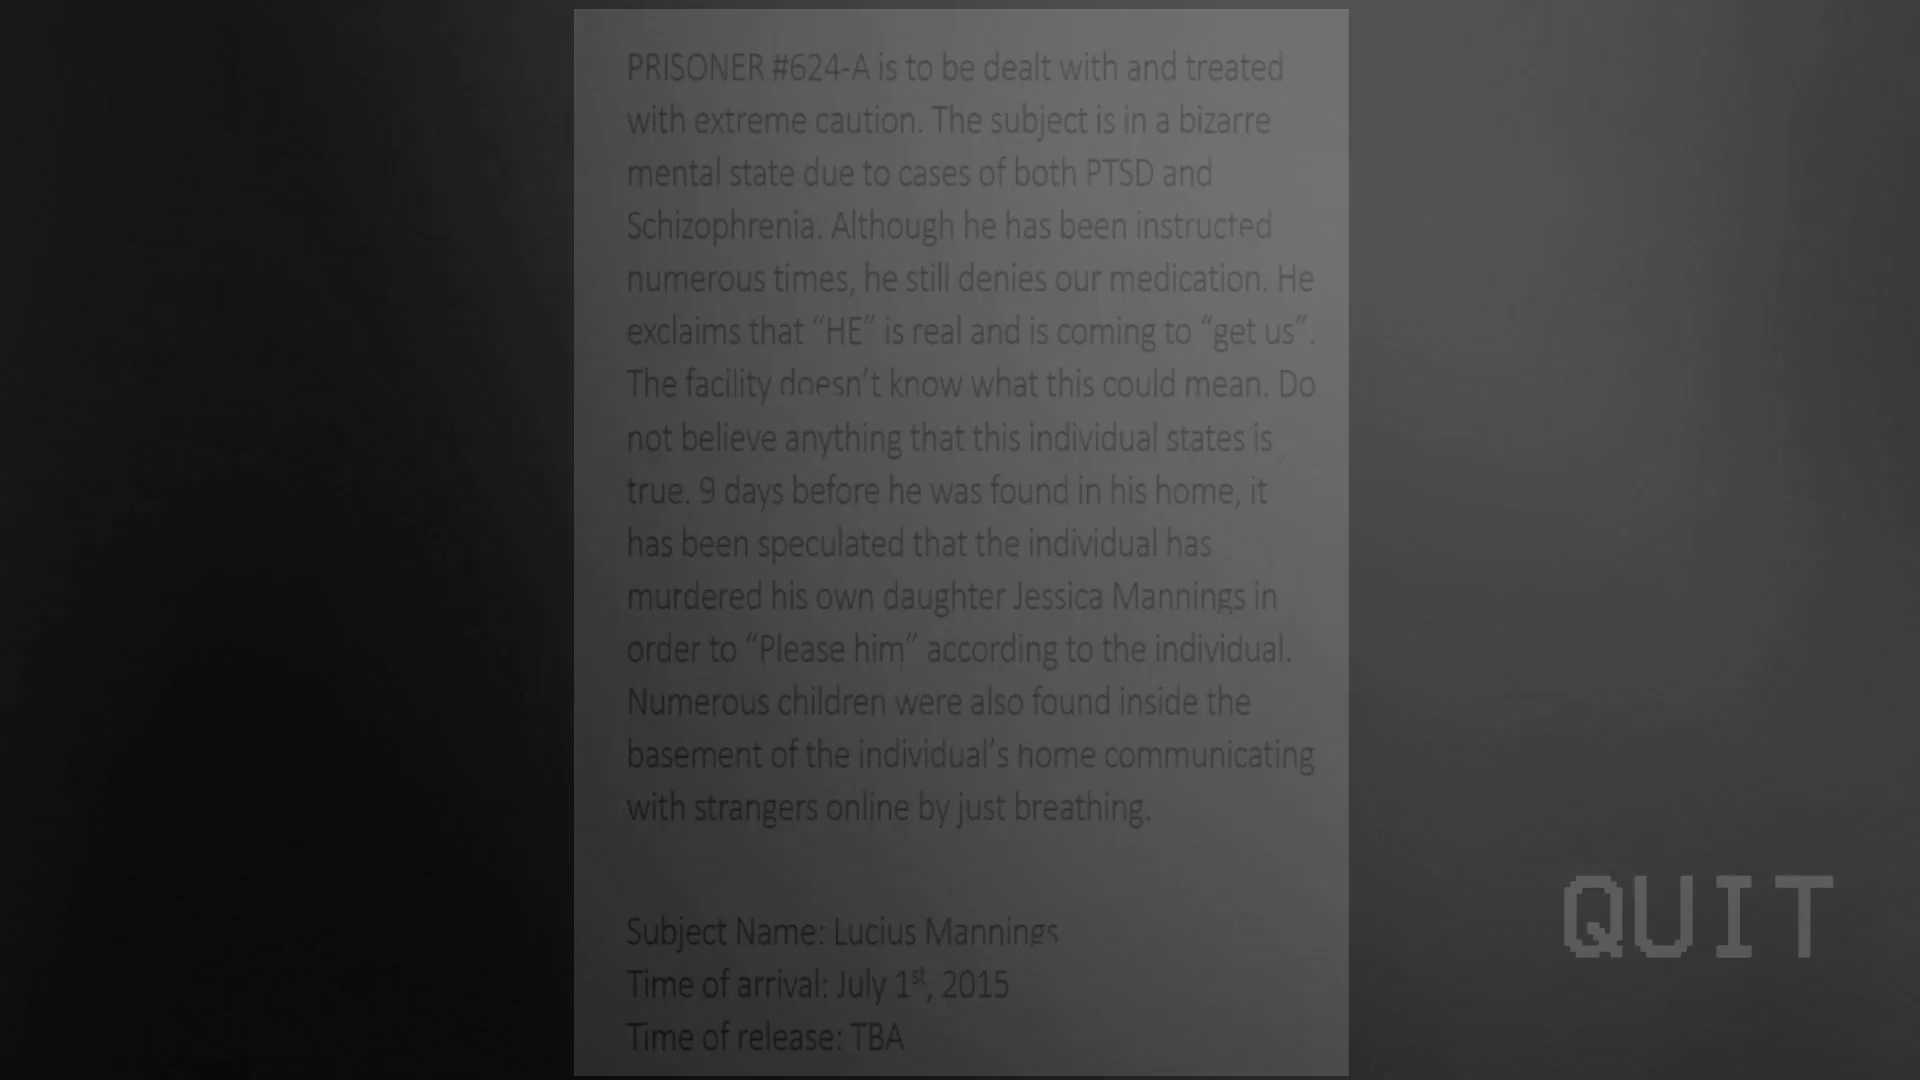 PRISONER #624-A is to be dealt with and treated
with extreme caution. The subject is in a bizarre
mental state due to cases of both PTSD and
Schizophrenia. Although he has been instructed
numerous times, he still denies our medication. He
exclaims that “HE” is real and is coming to “get us”.
The facility doesn’t know what this could mean. Do
not believe anything that this individual states is
true. 9 days before he was found in his home, it
has been speculated that the individual has
murdered his own daughter Jessica Mannings in
order to “Please him” according to the individual.
Numerous children were also found inside the
basement of the individual’s home communicating
with strangers online by just breathing.
Subject Name: Lucius Mannings
Time of arrival: July 1st, 2015
Time of release: TBA
QUIT